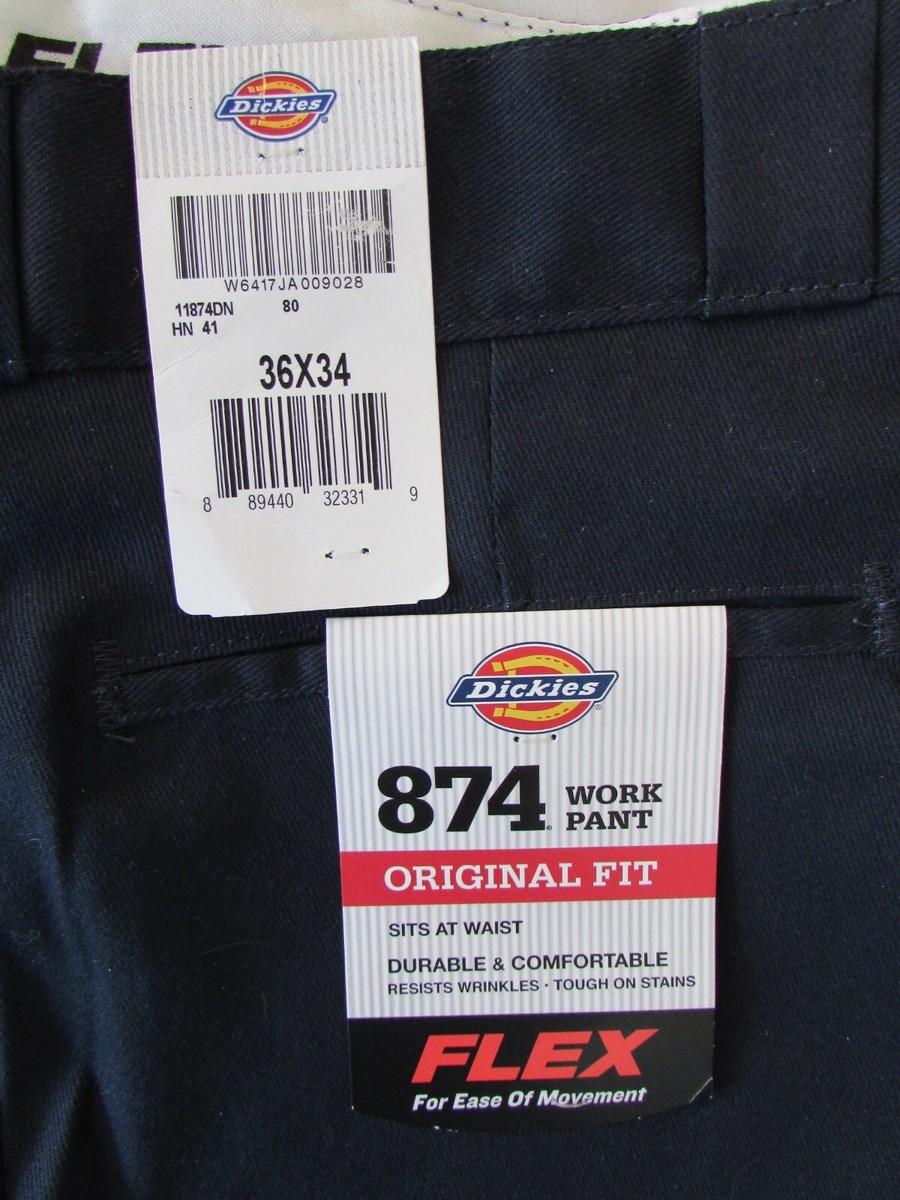 FLEX
Dickies®
W6417JA009028
11874DN 80
HN 41
36X34
8 89440 32331 9
Dickies®
874® WORK PANT
ORIGINAL FIT
SITS AT WAIST
DURABLE & COMFORTABLE
RESISTS WRINKLES · TOUGH ON STAINS
FLEX
For Ease Of Movement